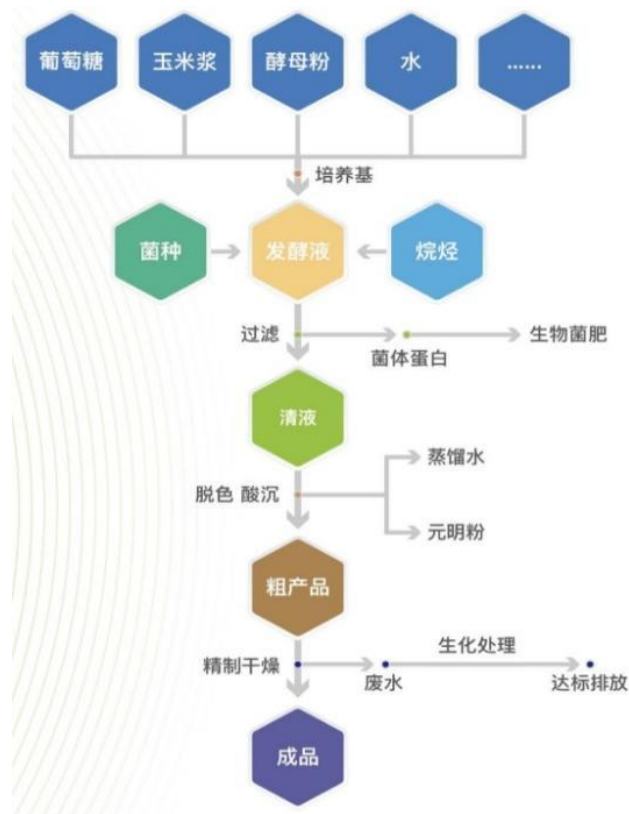 葡萄糖
玉米浆
酵母粉
水
......
培养基
菌种
发酵液
烷烃
过滤
菌体蛋白
生物菌肥
清液
脱色 酸沉
蒸馏水
元明粉
粗产品
精制干燥
废水
生化处理
达标排放
成品